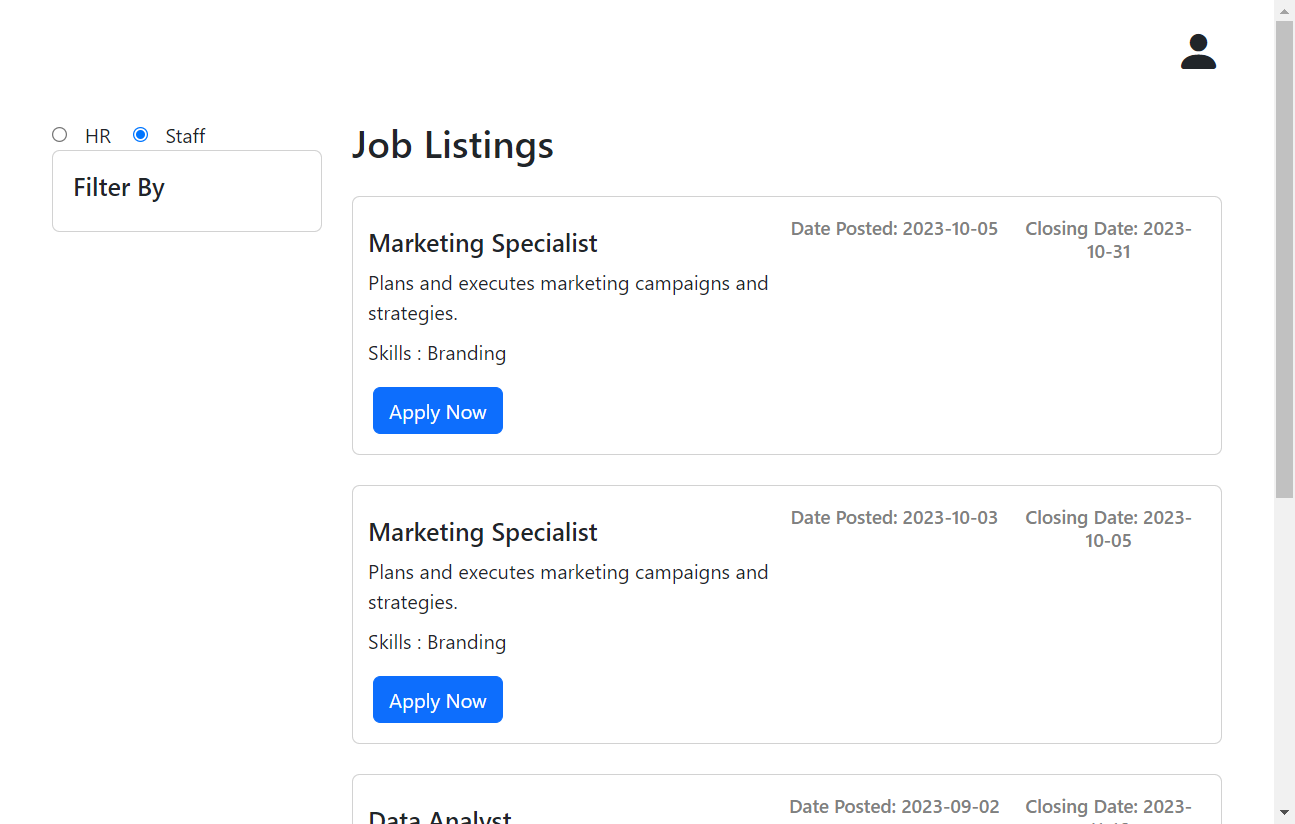 HR Staff
Filter By
Job Listings
Marketing Specialist
Date Posted: 2023-10-05
Closing Date: 2023-
10-31
Plans and executes marketing campaigns and
strategies.
Skills : Branding
Apply Now
Marketing Specialist
Date Posted: 2023-10-03
Closing Date: 2023-
10-05
Plans and executes marketing campaigns and
strategies.
Skills : Branding
Apply Now
Data Analyst
Date Posted: 2023-09-02
Closing Date: 2023-